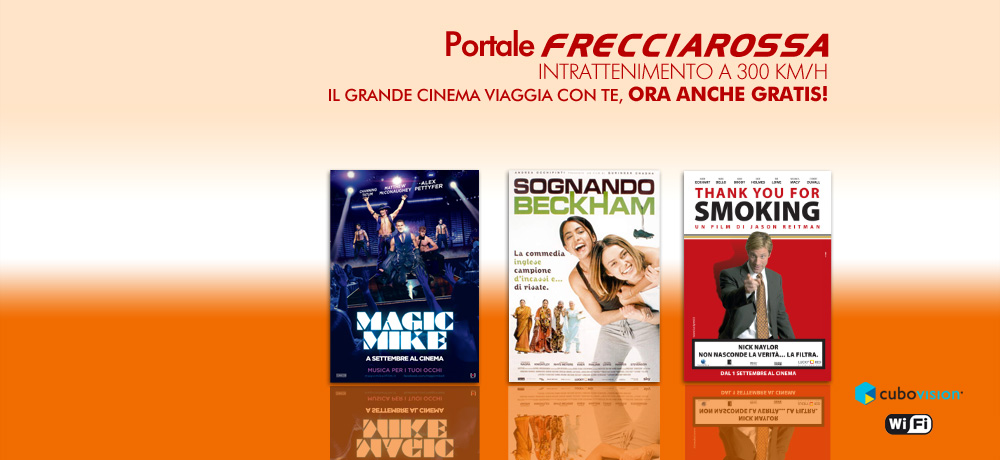 Portale FRECCIAROSSA
INTRATTENIMENTO A 300 KM/H
IL GRANDE CINEMA VIAGGIA CON TE, ORA ANCHE GRATIS!
CHANNING TATUM
MATTHEW McCONAUGHEY
ALEX PETTYFER
MAGIC
MIKE
A SETTEMBRE AL CINEMA
MUSICA PER I TUOI OCCHI
SOGNANDO
BECKHAM
La commedia
inglese
campione
d'incassi e...
di risate.
THANK YOU FOR
SMOKING
UN FILM DI JASON REITMAN
NICK NAYLOR
NON NASCONDE LA VERITÀ... LA FILTRA.
DAL 1 SETTEMBRE AL CINEMA
cubovision
Wi Fi